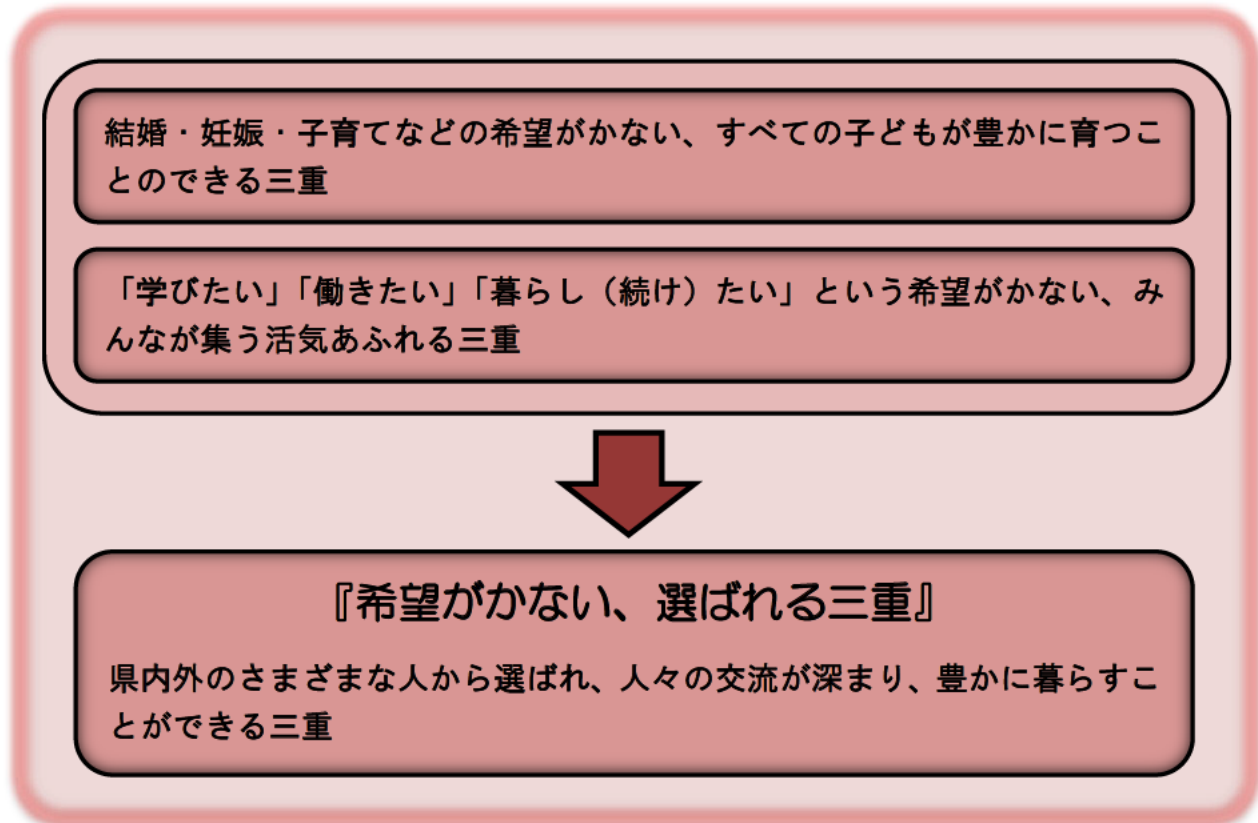 結婚・妊娠・子育てなどの希望がかない、すべての子どもが豊かに育つこ
とのできる三重
「学びたい」「働きたい」「暮らし（続け）たい」という希望がかない、み
んなが集う活気あふれる三重
『希望がかない、選ばれる三重』
県内外のさまざまな人から選ばれ、人々の交流が深まり、豊かに暮らすこ
とができる三重